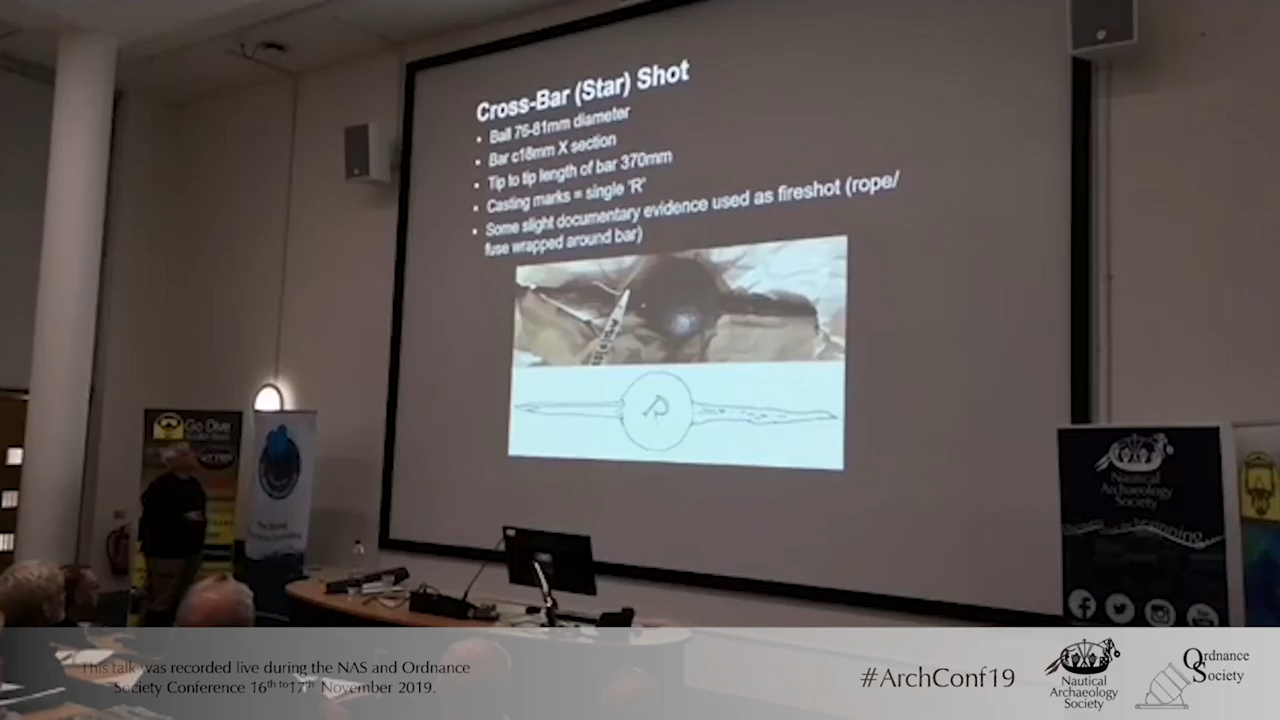 Cross-Bar (Star) Shot
• Ball 76-81mm diameter
• Bar c18mm X section
• Tip to tip length of bar 370mm
• Casting marks = single 'R'
• Some slight documentary evidence used as fireshot (rope/
fuse wrapped around bar)
R
Go Dive
Nautical
Archaeology
Society
This talk was recorded live during the NAS and Ordnance
Society Conference 16th to 17th November 2019.
#ArchConf19
Nautical
Archaeology
Society
Ordnance
Society